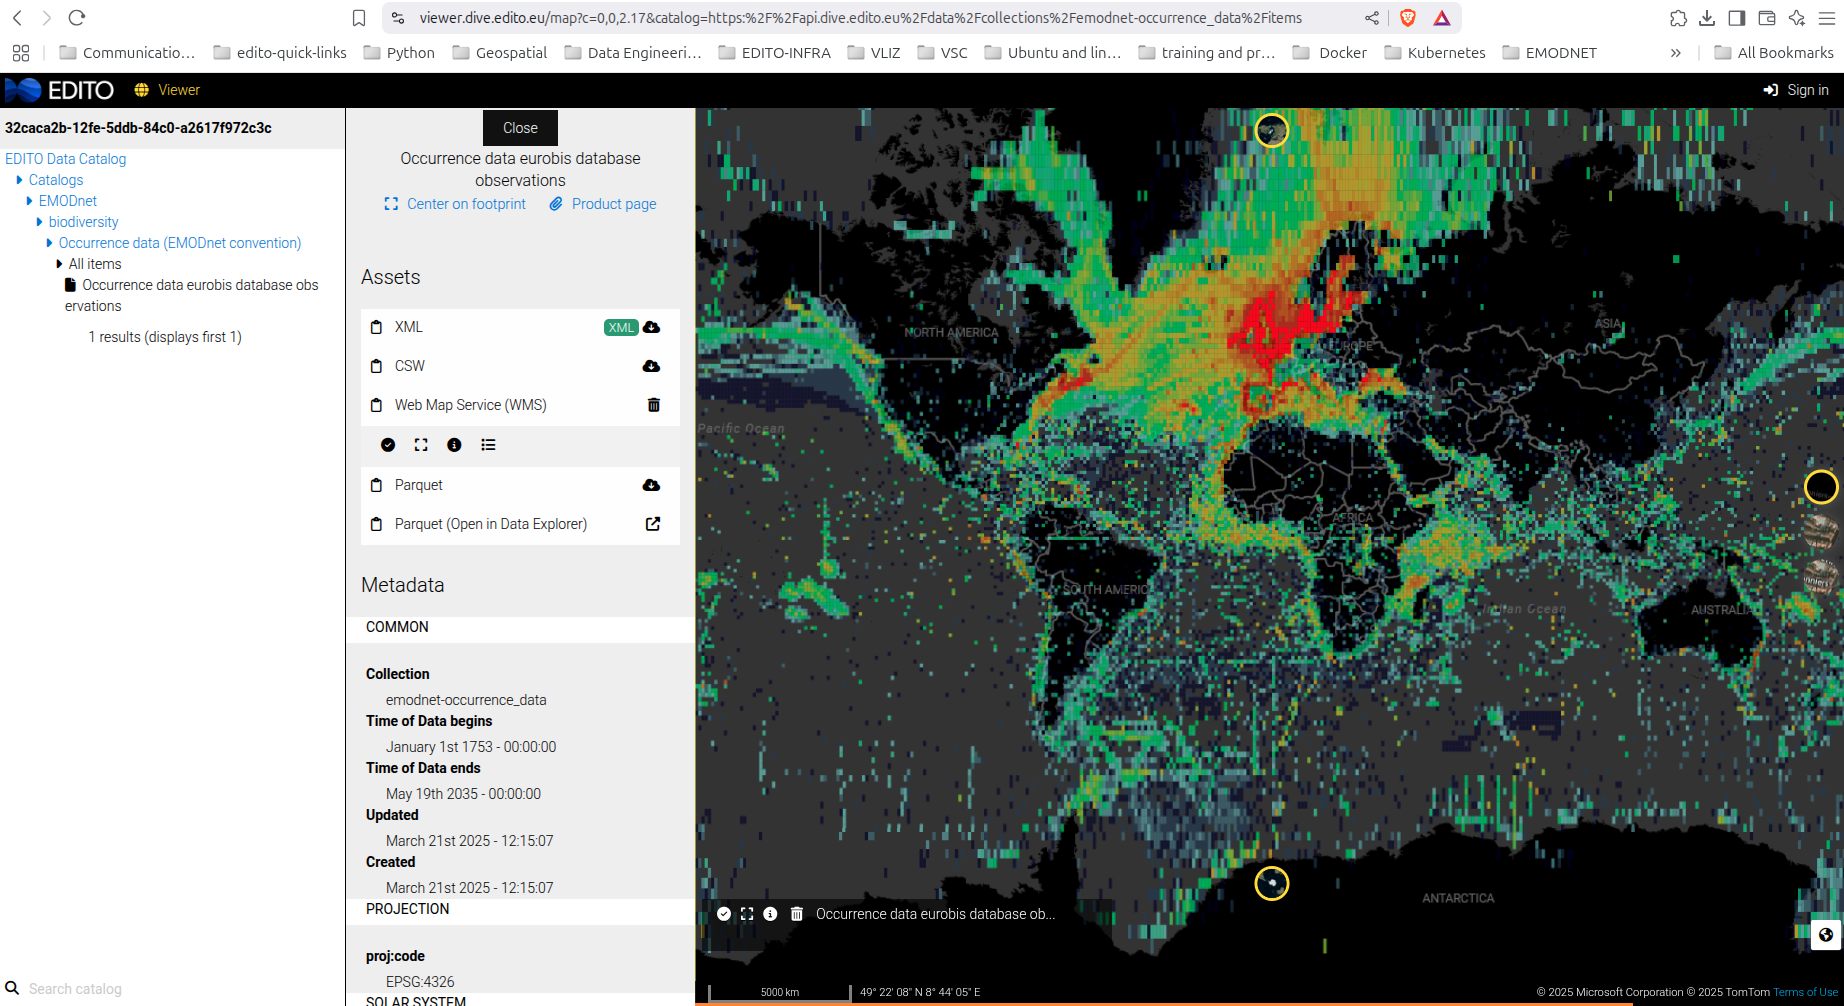 viewer.dive.edito.eu/map?c=0,0,2.17&catalog=https:%2F%2Fapi.dive.edito.eu%2Fdata%2Fcollections%2Femodnet-occurrence_data%2Fitems
Communicatio...
edito-quick-links
Python
Geospatial
Data Engineeri...
EDITO-INFRA
VLIZ
VSC
Ubuntu and lin...
training and pr...
Docker
Kubernetes
EMODNET
»
All Bookmarks
EDITO
Viewer
Sign in
32caca2b-12fe-5ddb-84c0-a2617f972c3c
EDITO Data Catalog
Catalogs
EMODnet
biodiversity
Occurrence data (EMODnet convention)
All items
Occurrence data eurobis database obs
ervations
1 results (displays first 1)
Search catalog
Close
Occurrence data eurobis database
observations
Center on footprint
Product page
Assets
XML
XML
CSW
Web Map Service (WMS)
Parquet
Parquet (Open in Data Explorer)
Metadata
COMMON
Collection
emodnet-occurrence_data
Time of Data begins
January 1st 1753 - 00:00:00
Time of Data ends
May 19th 2035 - 00:00:00
Updated
March 21st 2025 - 12:15:07
Created
March 21st 2025 - 12:15:07
PROJECTION
proj:code
EPSG:4326
SOLAR SYSTEM
NORTH AMERICA
EUROPE
ASIA
Pacific Ocean
AFRICA
SOUTH AMERICA
Indian Ocean
AUSTRALIA
ANTARCTICA
Occurrence data eurobis database ob...
5000 km
49° 22' 08" N 8° 44' 05" E
© 2025 Microsoft Corporation © 2025 TomTom Terms of Use